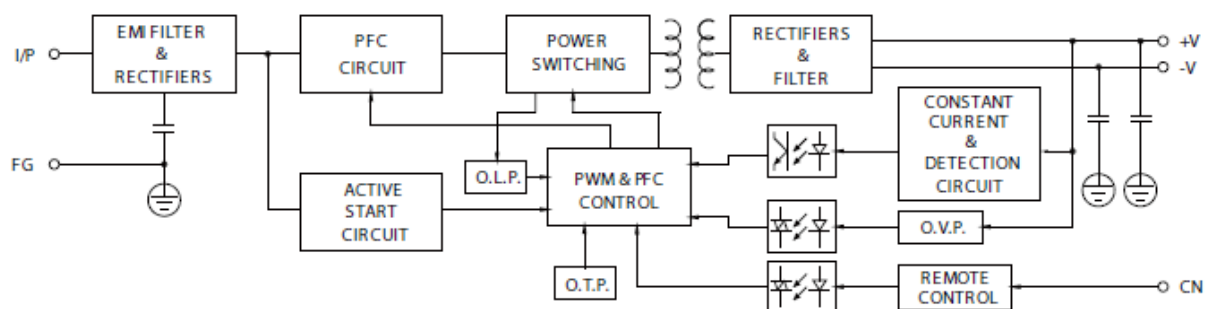 I/P
EMI FILTER
&
RECTIFIERS
PFC
CIRCUIT
POWER
SWITCHING
RECTIFIERS
&
FILTER
+V
-V
FG
O.L.P.
PWM & PFC
CONTROL
CONSTANT
CURRENT
&
DETECTION
CIRCUIT
ACTIVE
START
CIRCUIT
O.V.P.
O.T.P.
REMOTE
CONTROL
CN